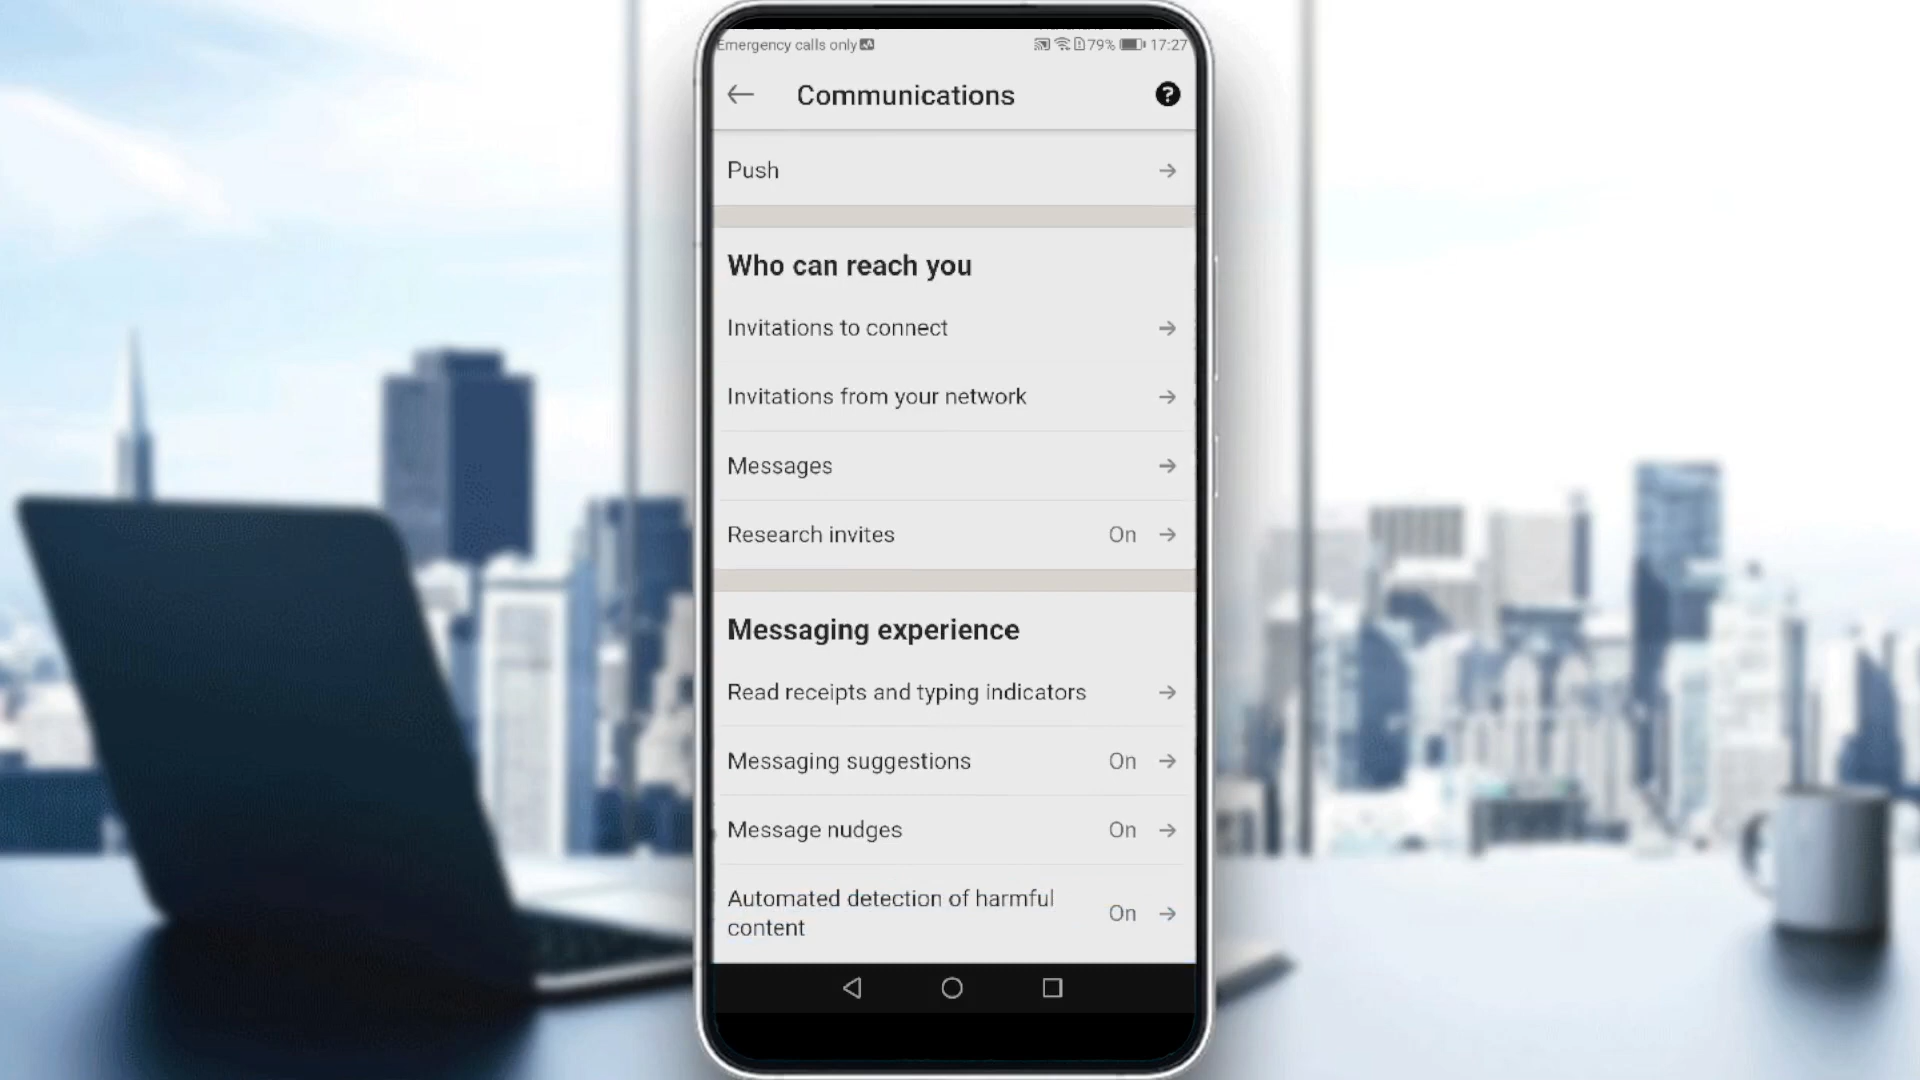 Emergency calls only 79% 17:27
Communications ?
Push
Who can reach you
Invitations to connect
Invitations from your network
Messages
Research invites On
Messaging experience
Read receipts and typing indicators
Messaging suggestions On
Message nudges On
Automated detection of harmful
content On